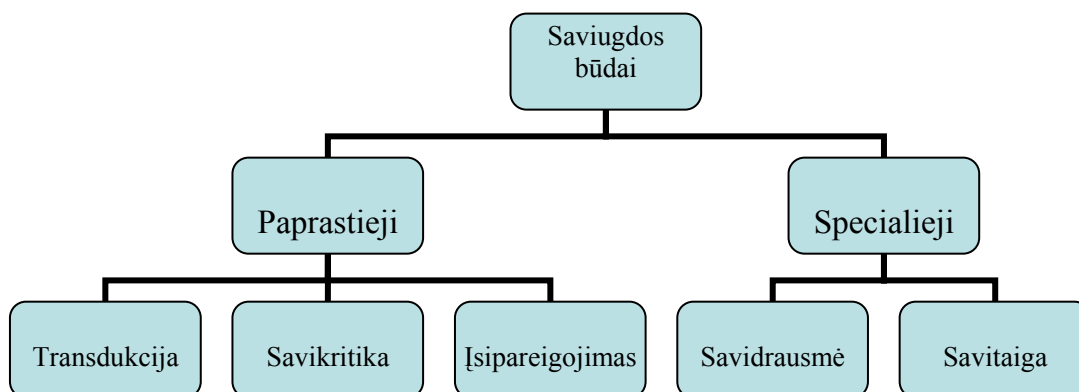 Saviugdos
būdai
Paprastieji
Specialieji
Transdukcija
Savikritika
Įsipareigojimas
Savidrausmė
Savitaiga